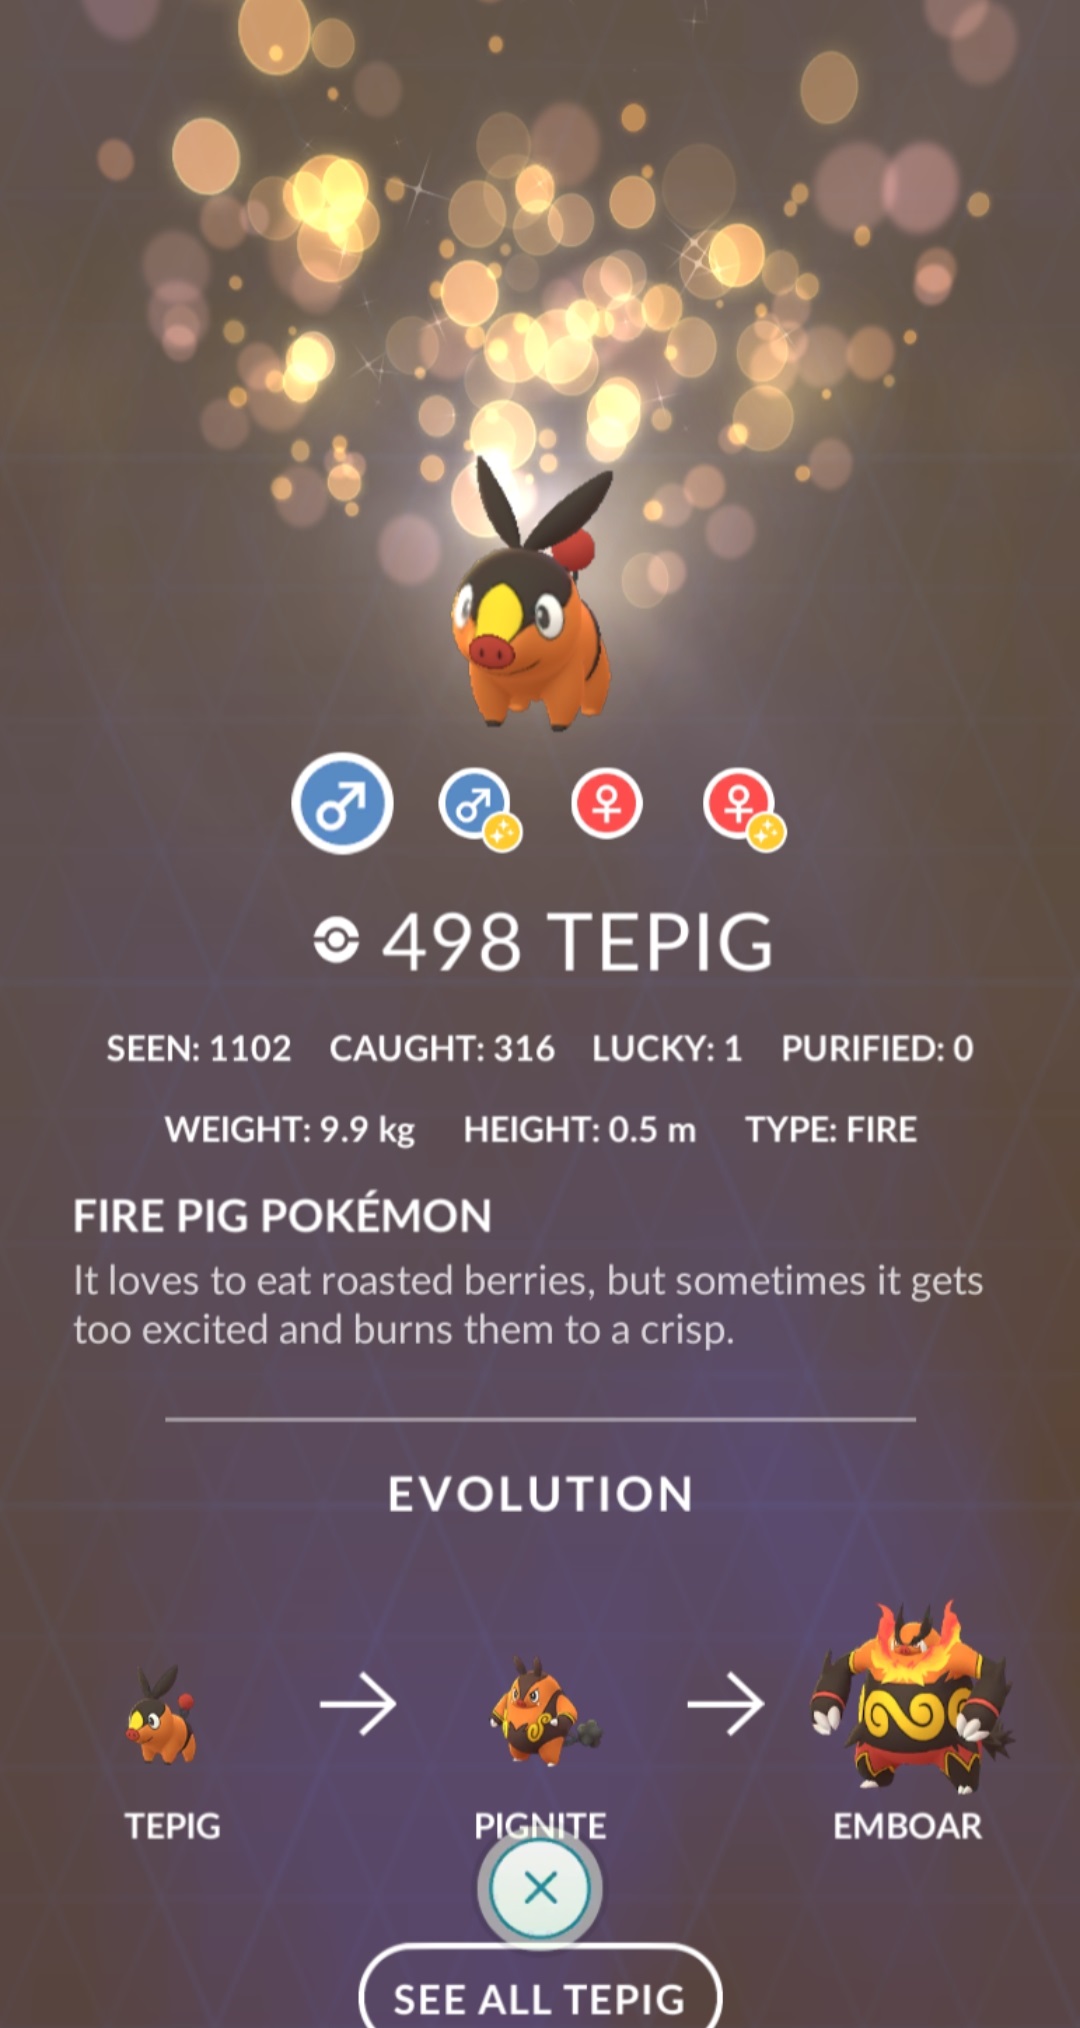 498 TEPIG
SEEN: 1102 CAUGHT: 316 LUCKY: 1 PURIFIED: 0
WEIGHT: 9.9 kg HEIGHT: 0.5 m TYPE: FIRE
FIRE PIG POKÉMON
It loves to eat roasted berries, but sometimes it gets
too excited and burns them to a crisp.
EVOLUTION
TEPIG PIGNITE EMBOAR
SEE ALL TEPIG